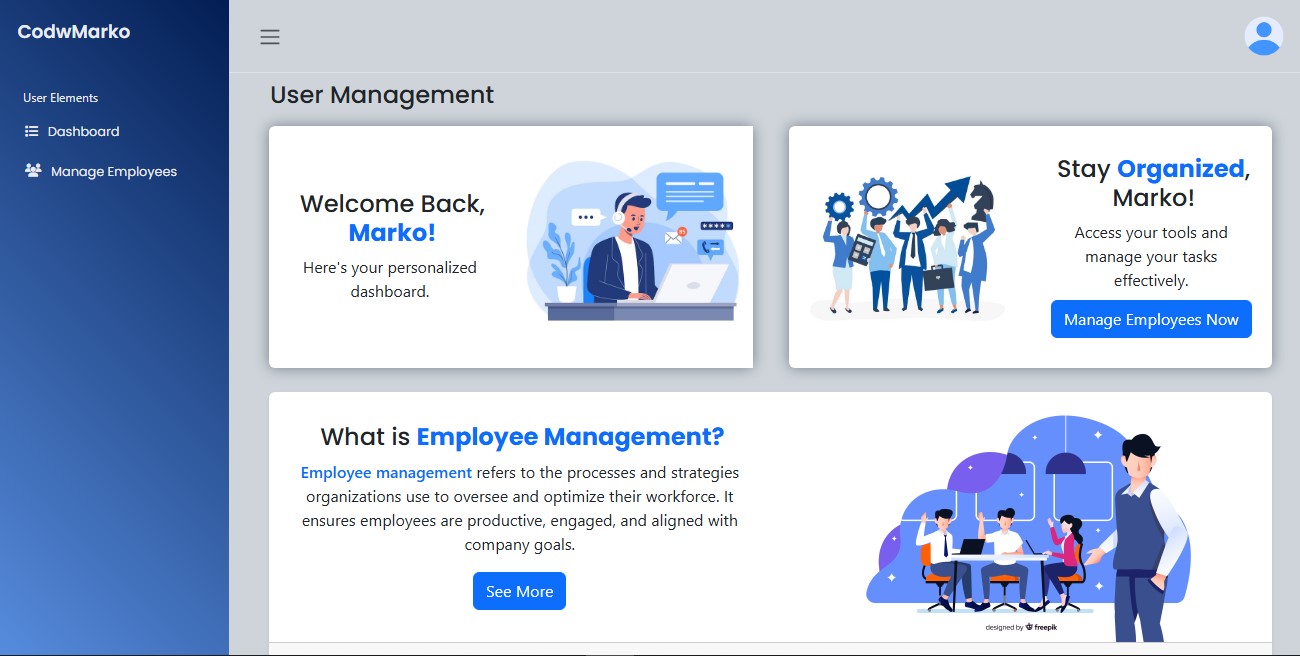 CodwMarko
User Elements
Dashboard
Manage Employees
User Management
Welcome Back,
Marko!
Here's your personalized
dashboard.
Stay Organized,
Marko!
Access your tools and
manage your tasks
effectively.
Manage Employees Now
What is Employee Management?
Employee management refers to the processes and strategies
organizations use to oversee and optimize their workforce. It
ensures employees are productive, engaged, and aligned with
company goals.
See More
designed by freepik